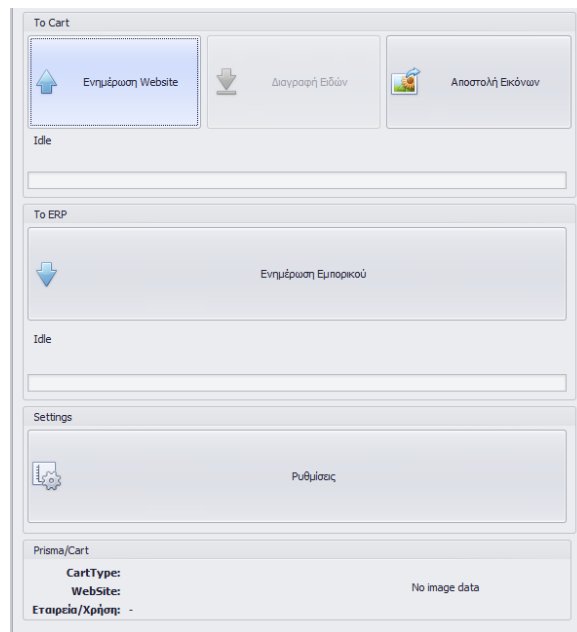 To Cart
Ενημέρωση Website
Διαγραφή Ειδών
Αποστολή Εικόνων
Idle
To ERP
Ενημέρωση Εμπορικού
Idle
Settings
Ρυθμίσεις
Prisma/Cart
CartType:
WebSite:
No image data
Εταιρεία/Χρήση: -